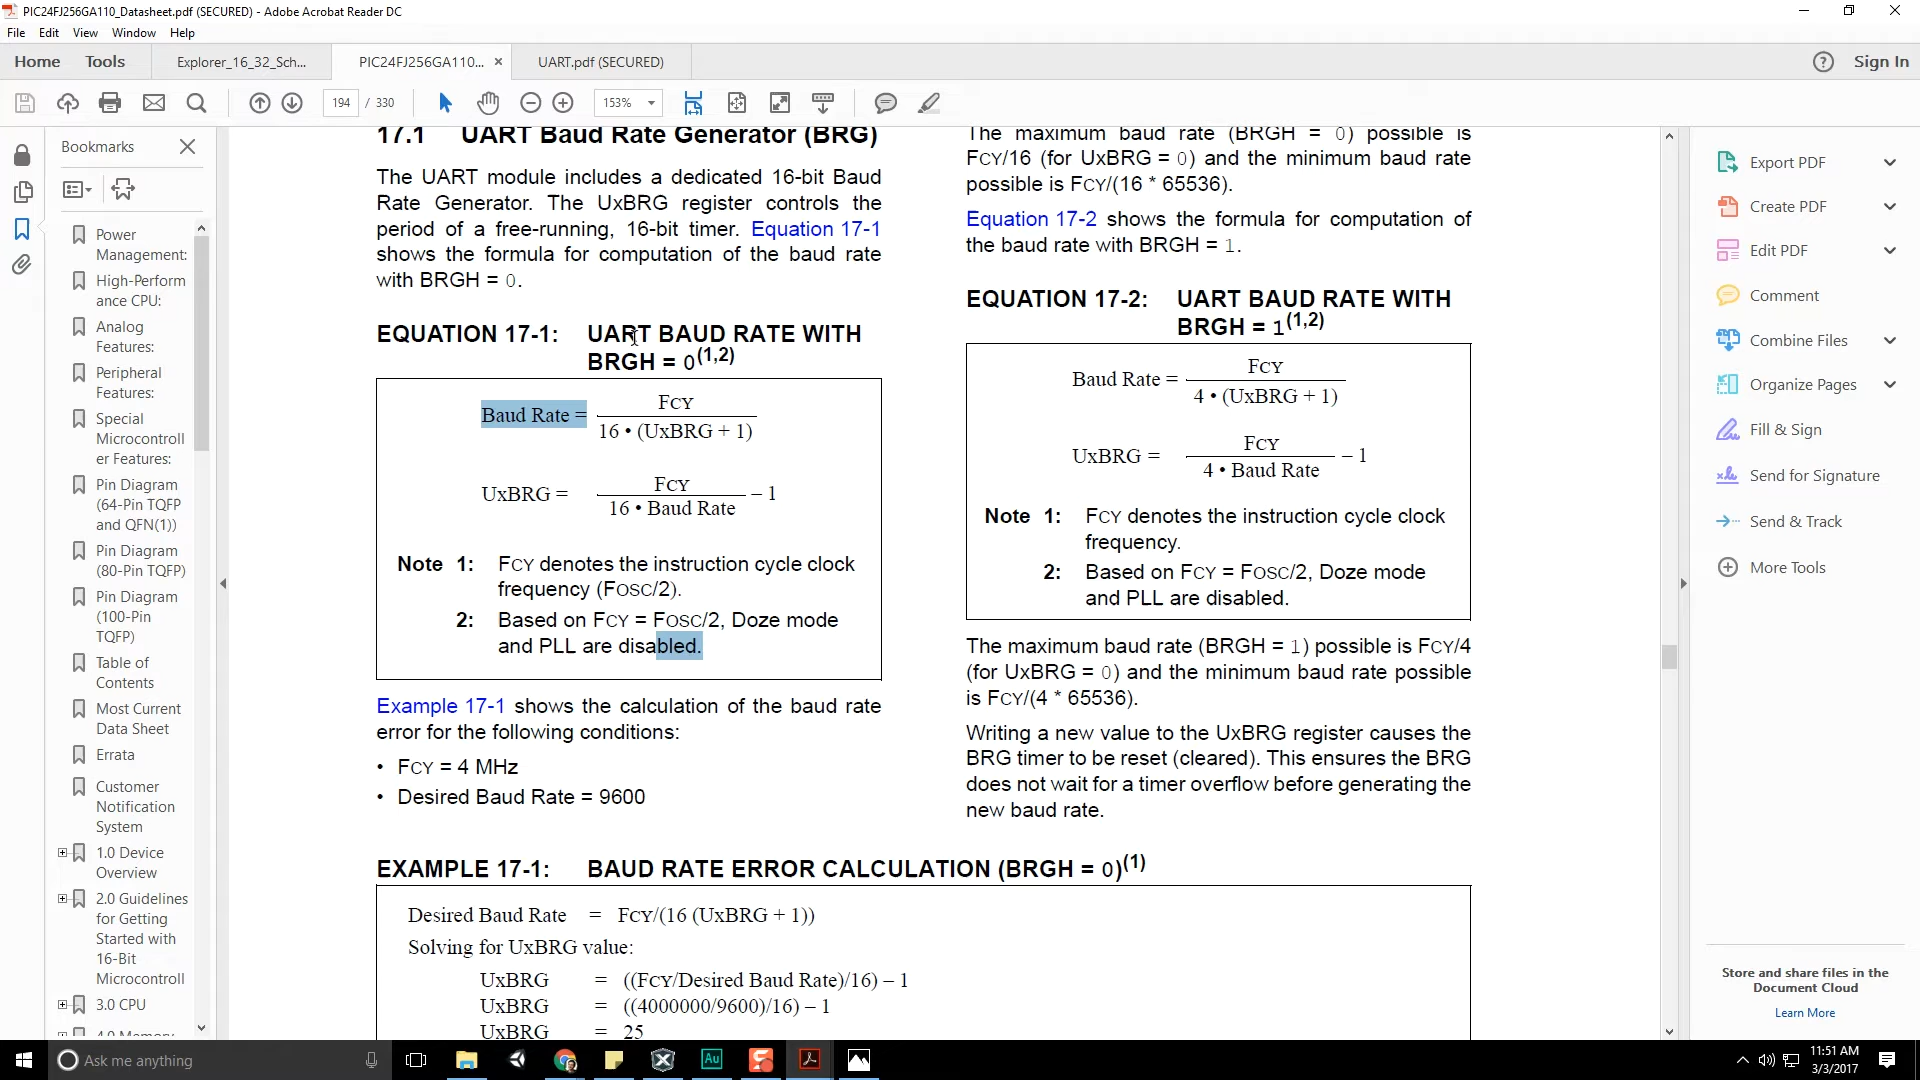 PIC24FJ256GA110_Datasheet.pdf (SECURED) - Adobe Acrobat Reader DC
File Edit View Window Help
Home Tools Explorer_16_32_Sch... PIC24FJ256GA110... × UART.pdf (SECURED) Sign In
194 / 330 153%
Bookmarks
Power
Management:
High-Perform
ance CPU:
Analog
Features:
Peripheral
Features:
Special
Microcontroll
er Features:
Pin Diagram
(64-Pin TQFP
and QFN(1))
Pin Diagram
(80-Pin TQFP)
Pin Diagram
(100-Pin
TQFP)
Table of
Contents
Most Current
Data Sheet
Errata
Customer
Notification
System
1.0 Device
Overview
2.0 Guidelines
for Getting
Started with
16-Bit
Microcontroll
3.0 CPU
4.0 Memory
17.1 UART Baud Rate Generator (BRG)
The UART module includes a dedicated 16-bit Baud
Rate Generator. The UxBRG register controls the
period of a free-running, 16-bit timer. Equation 17-1
shows the formula for computation of the baud rate
with BRGH = 0.
EQUATION 17-1: UART BAUD RATE WITH
BRGH = 0(1,2)
Baud Rate = FCY
16 • (UxBRG + 1)
UxBRG = FCY
16 • Baud Rate – 1
Note 1: FCY denotes the instruction cycle clock
frequency (FOSC/2).
2: Based on FCY = FOSC/2, Doze mode
and PLL are disabled.
Example 17-1 shows the calculation of the baud rate
error for the following conditions:
• FCY = 4 MHz
• Desired Baud Rate = 9600
The maximum baud rate (BRGH = 0) possible is
FCY/16 (for UxBRG = 0) and the minimum baud rate
possible is FCY/(16 * 65536).
Equation 17-2 shows the formula for computation of
the baud rate with BRGH = 1.
EQUATION 17-2: UART BAUD RATE WITH
BRGH = 1(1,2)
Baud Rate = FCY
4 • (UxBRG + 1)
UxBRG = FCY
4 • Baud Rate – 1
Note 1: FCY denotes the instruction cycle clock
frequency.
2: Based on FCY = FOSC/2, Doze mode
and PLL are disabled.
The maximum baud rate (BRGH = 1) possible is FCY/4
(for UxBRG = 0) and the minimum baud rate possible
is FCY/(4 * 65536).
Writing a new value to the UxBRG register causes the
BRG timer to be reset (cleared). This ensures the BRG
does not wait for a timer overflow before generating the
new baud rate.
EXAMPLE 17-1: BAUD RATE ERROR CALCULATION (BRGH = 0)(1)
Desired Baud Rate = FCY/(16 (UxBRG + 1))
Solving for UxBRG value:
UxBRG = ((FCY/Desired Baud Rate)/16) – 1
UxBRG = ((4000000/9600)/16) – 1
UxBRG = 25
Export PDF
Create PDF
Edit PDF
Comment
Combine Files
Organize Pages
Fill & Sign
Send for Signature
Send & Track
More Tools
Store and share files in the
Document Cloud
Learn More
Ask me anything
Au
11:51 AM
3/3/2017